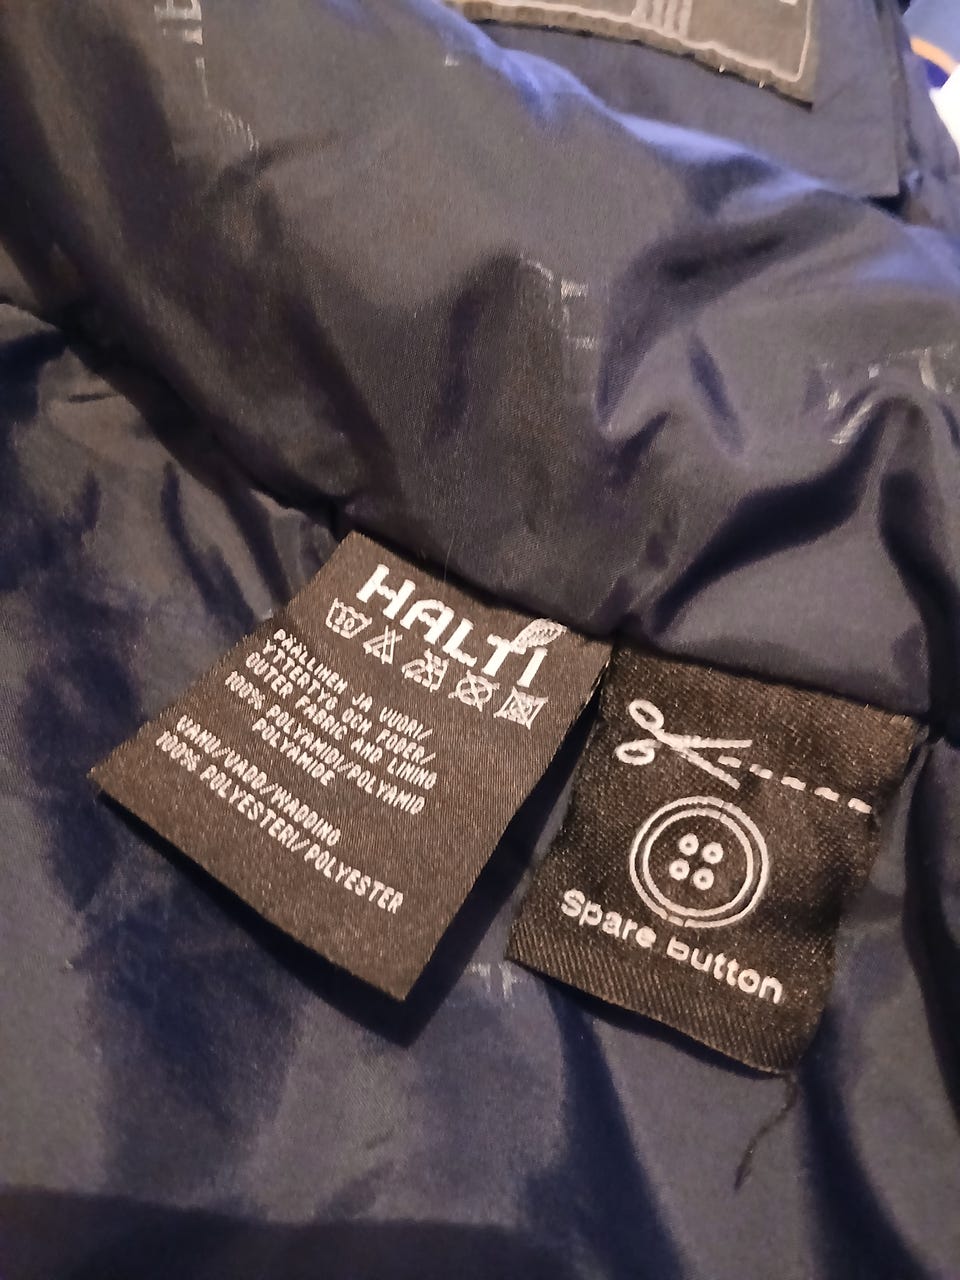 HALTI
PÄÄLLINEN JA VUORI/
YTTERTYG OCH FODER/
OUTER FABRIC AND LINING
100% POLYAMIDI/POLYAMID
POLYAMIDE
VANU/VADD/WADDING
100% POLYESTERI/POLYESTER
Spare button